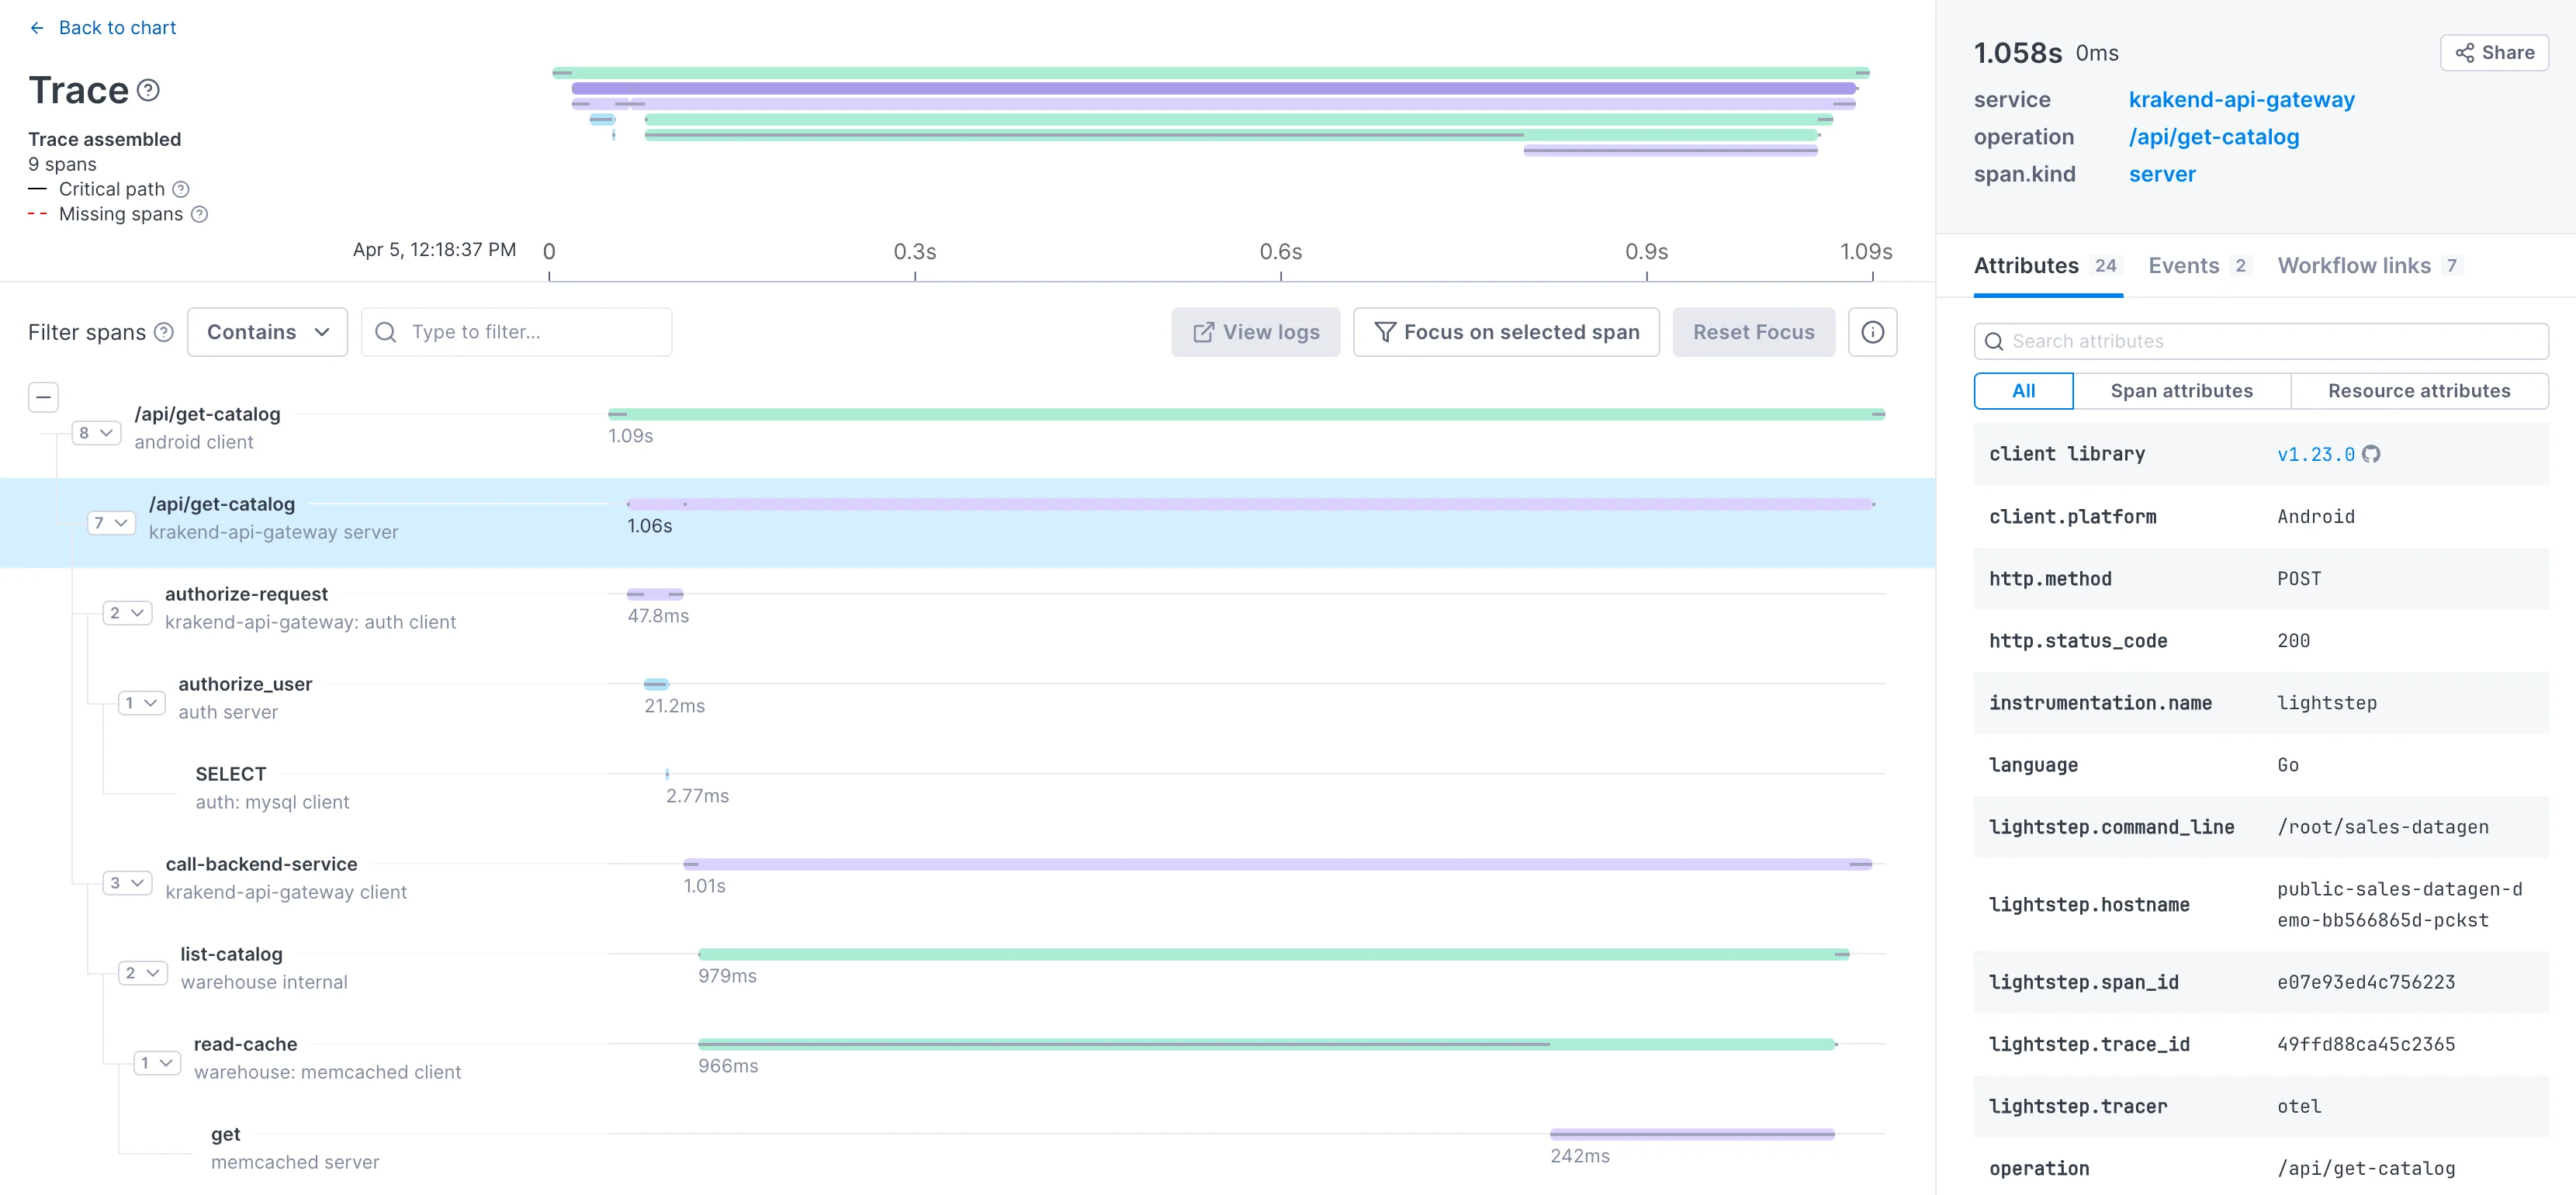 Back to chart
Trace
Trace assembled
9 spans
Critical path
Missing spans
Apr 5, 12:18:37 PM
0
0.3s
0.6s
0.9s
1.09s
Filter spans
Contains
Type to filter...
View logs
Focus on selected span
Reset Focus
8
/api/get-catalog
android client
1.09s
7
/api/get-catalog
krakend-api-gateway server
1.06s
2
authorize-request
krakend-api-gateway: auth client
47.8ms
1
authorize_user
auth server
21.2ms
SELECT
auth: mysql client
2.77ms
3
call-backend-service
krakend-api-gateway client
1.01s
2
list-catalog
warehouse internal
979ms
1
read-cache
warehouse: memcached client
966ms
get
memcached server
242ms
1.058s 0ms
Share
service krakend-api-gateway
operation /api/get-catalog
span.kind server
Attributes 24 Events 2 Workflow links 7
Search attributes
All Span attributes Resource attributes
client library v1.23.0
client.platform Android
http.method POST
http.status_code 200
instrumentation.name lightstep
language Go
lightstep.command_line /root/sales-datagen
lightstep.hostname public-sales-datagen-d
emo-bb566865d-pckst
lightstep.span_id e07e93ed4c756223
lightstep.trace_id 49ffd88ca45c2365
lightstep.tracer otel
operation /api/get-catalog